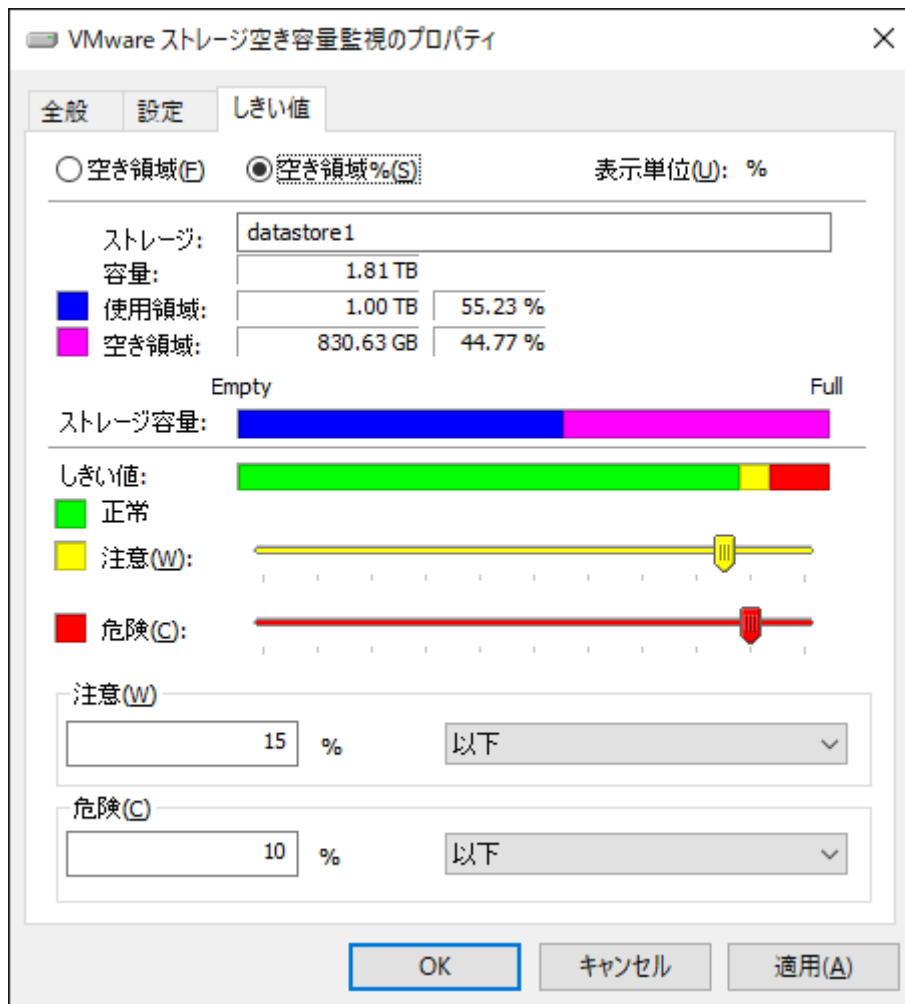 VMware ストレージ空き容量監視のプロパティ
全般 設定 しきい値
空き領域(F) 空き領域%(S) 表示単位(U): %
ストレージ: datastore1
容量: 1.81 TB
使用領域: 1.00 TB 55.23 %
空き領域: 830.63 GB 44.77 %
Empty Full
ストレージ容量:
しきい値:
正常
注意(W):
危険(C):
注意(W)
15 % 以下
危険(C)
10 % 以下
OK キャンセル 適用(A)